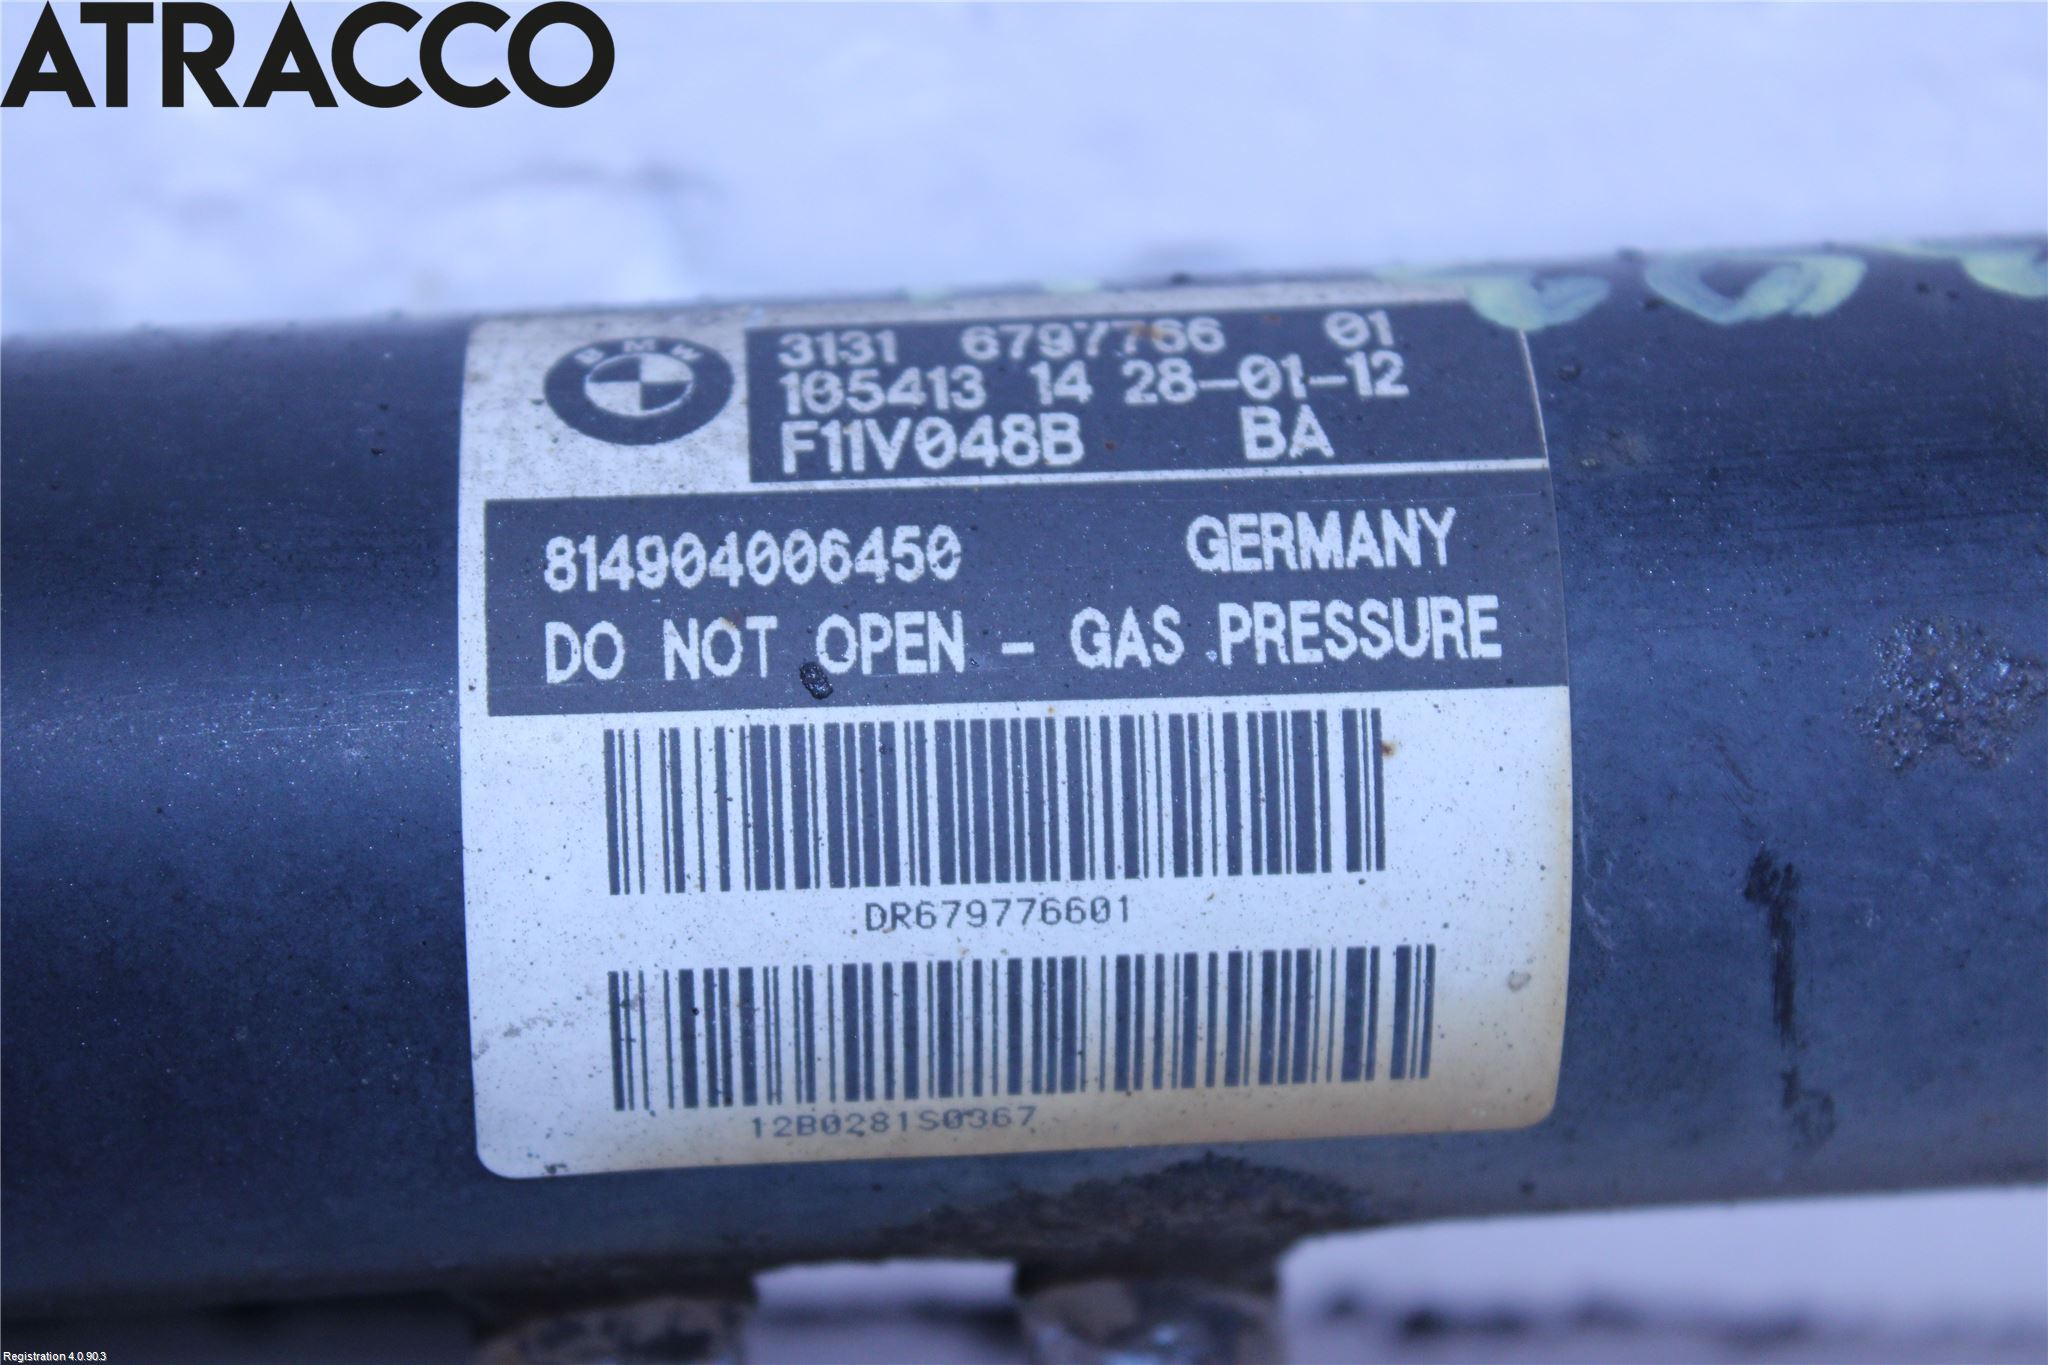 ATRACCO
BMW
3131 6797766 01
105413 14 28-01-12
F11V048B BA
814904006450 GERMANY
DO NOT OPEN - GAS PRESSURE
DR679776601
12B0281S0367
Registration 4.0.90.3